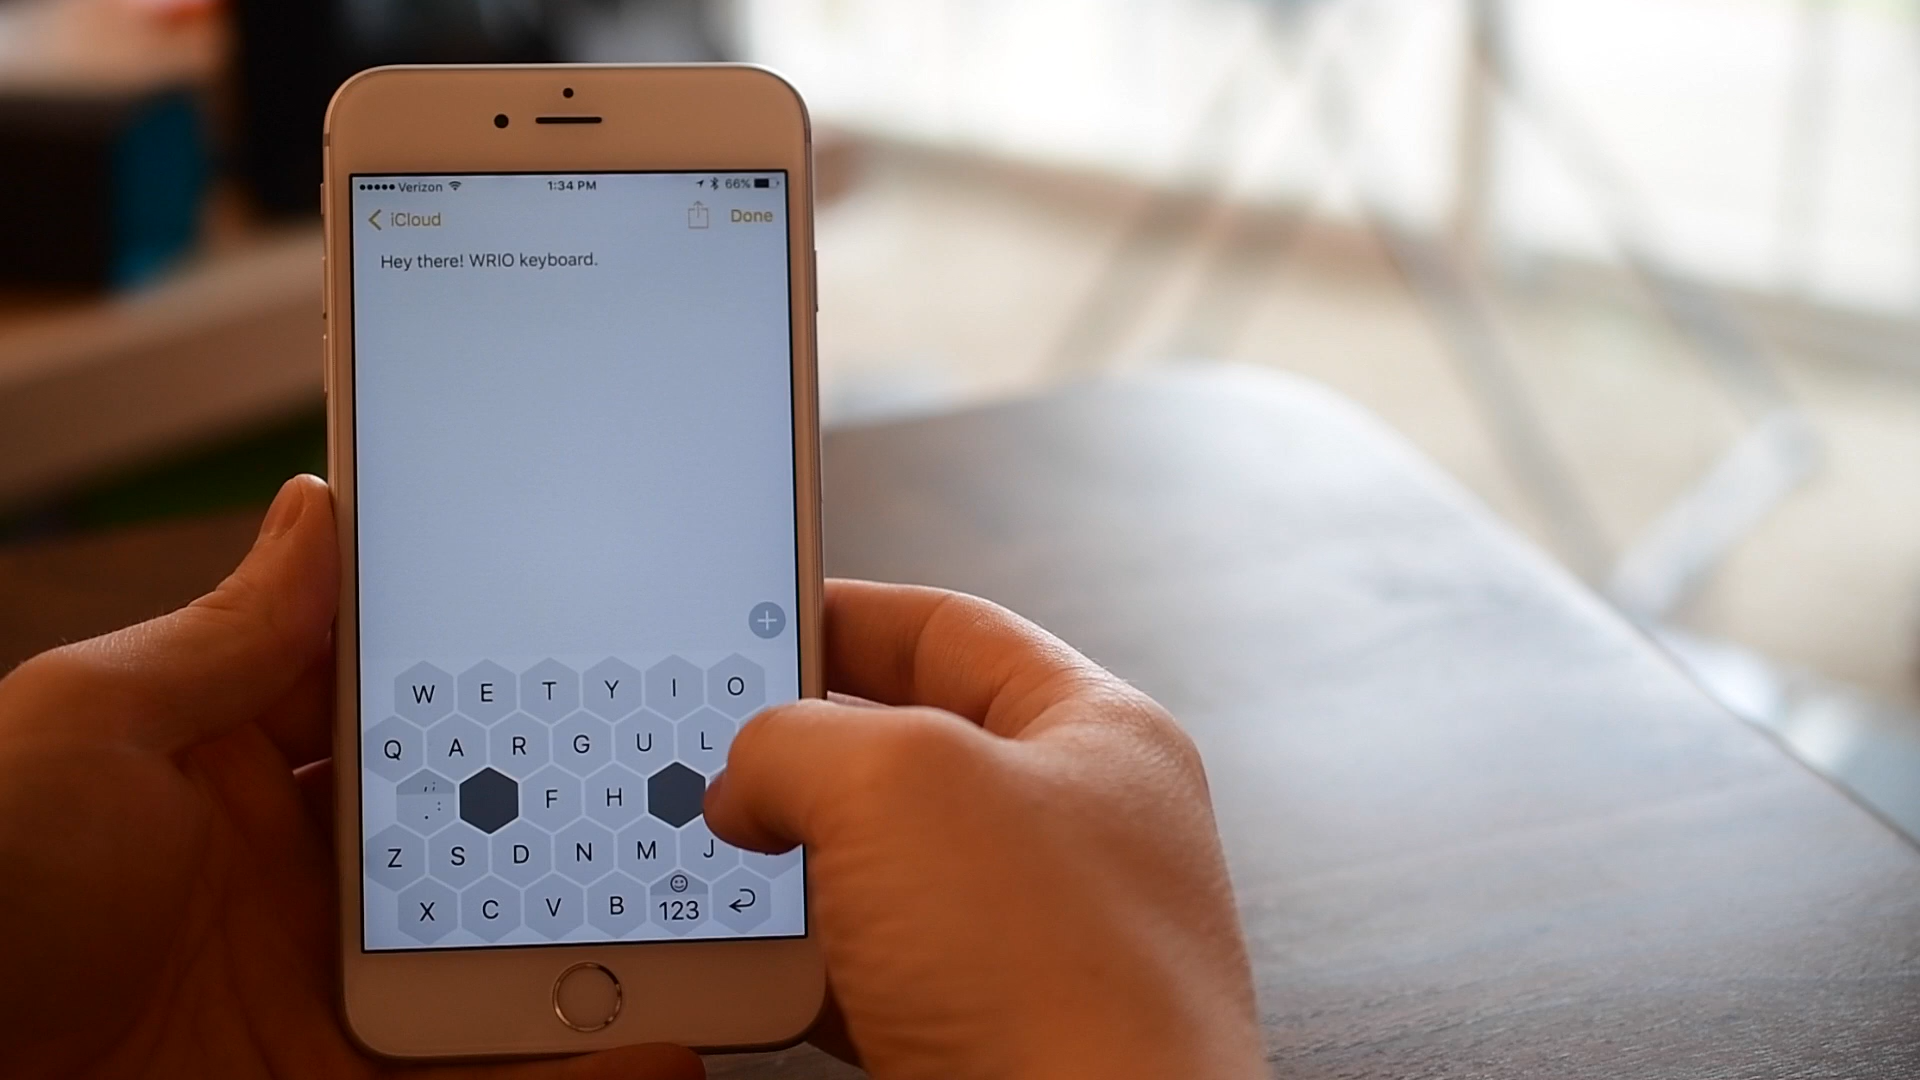 ●●●●● Verizon 1:34 PM 66%
iCloud Done
Hey there! WRIO keyboard.
W E T Y I O
Q A R G U L
F H
Z S D N M J
X C V B 123